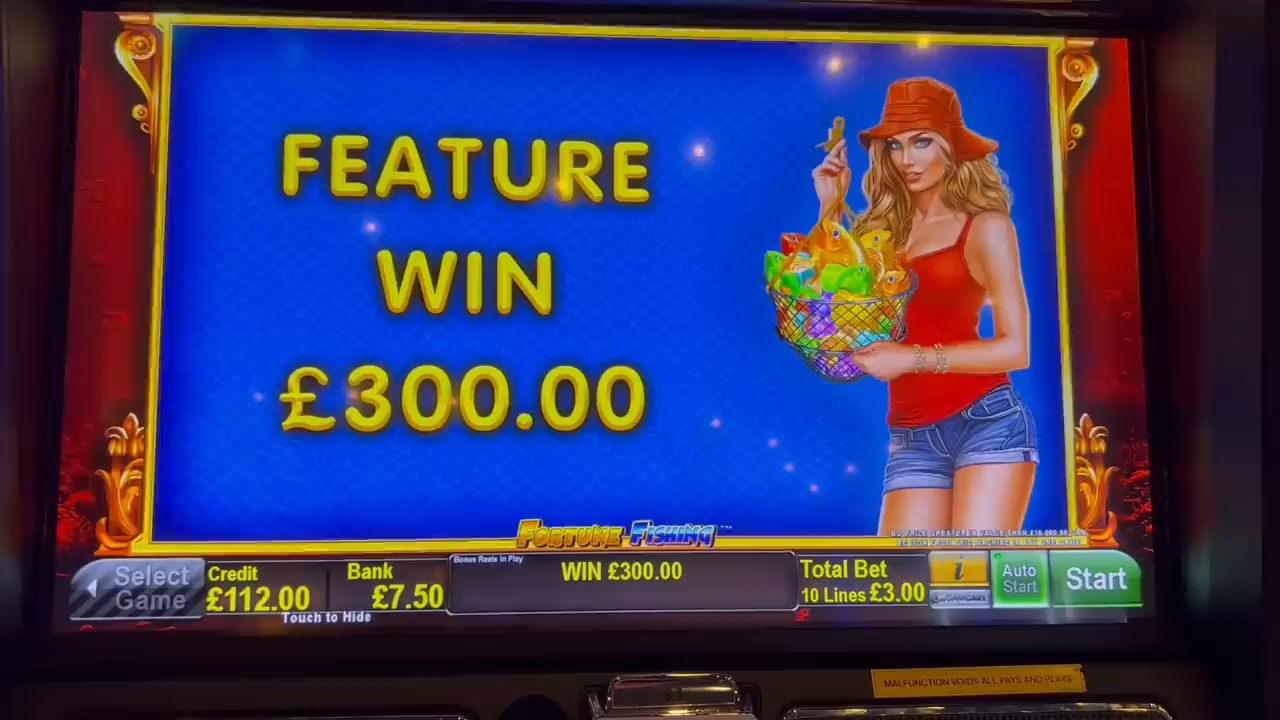 FEATURE
WIN
£300.00
FORTUNE FISHING™
Select
Game
Credit
£112.00
Bank
£7.50
Touch to Hide
Bonus Reels In Play
WIN £300.00
Total Bet
10 Lines £3.00
i
Auto
Start
Start
MALFUNCTION VOIDS ALL PAYS AND PLAYS